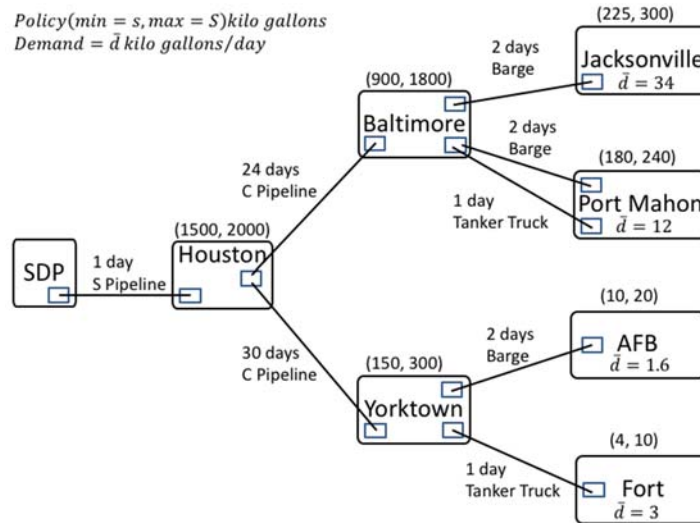 Policy(min = s, max = S)kilo gallons
Demand = d̄ kilo gallons/day
(225, 300)
2 days
Barge
Jacksonville
d̄ = 34
(900, 1800)
Baltimore
2 days
Barge
(180, 240)
24 days
C Pipeline
1 day
Tanker Truck
Port Mahon
d̄ = 12
(1500, 2000)
Houston
SDP
1 day
S Pipeline
(10, 20)
2 days
Barge
AFB
d̄ = 1.6
30 days
C Pipeline
(150, 300)
Yorktown
(4, 10)
1 day
Tanker Truck
Fort
d̄ = 3